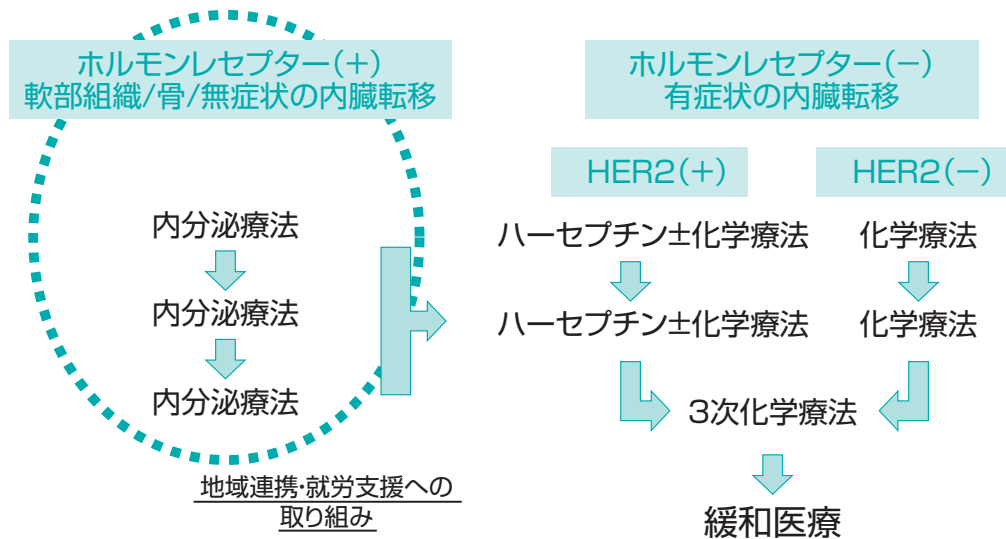 ホルモンレセプター(+)
軟部組織/骨/無症状の内臓転移
内分泌療法
内分泌療法
内分泌療法
地域連携・就労支援への
取り組み
ホルモンレセプター(−)
有症状の内臓転移
HER2(+)
HER2(−)
ハーセプチン±化学療法
化学療法
ハーセプチン±化学療法
化学療法
3次化学療法
緩和医療